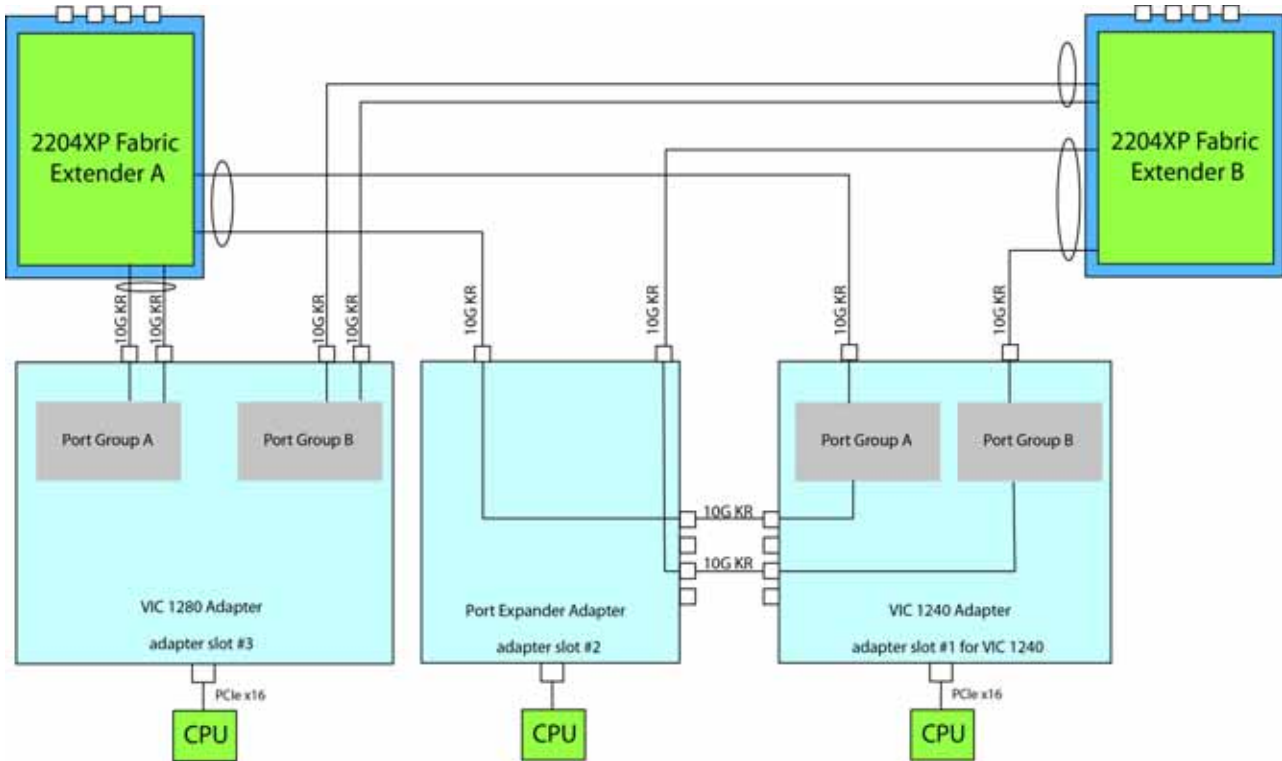 2204XP Fabric
Extender A
2204XP Fabric
Extender B
10G KR
10G KR
10G KR
10G KR
10G KR
10G KR
10G KR
10G KR
Port Group A
Port Group B
Port Group A
Port Group B
10G KR
10G KR
VIC 1280 Adapter
adapter slot #3
Port Expander Adapter
adapter slot #2
VIC 1240 Adapter
adapter slot #1 for VIC 1240
PCIe x16
PCIe x16
CPU
CPU
CPU